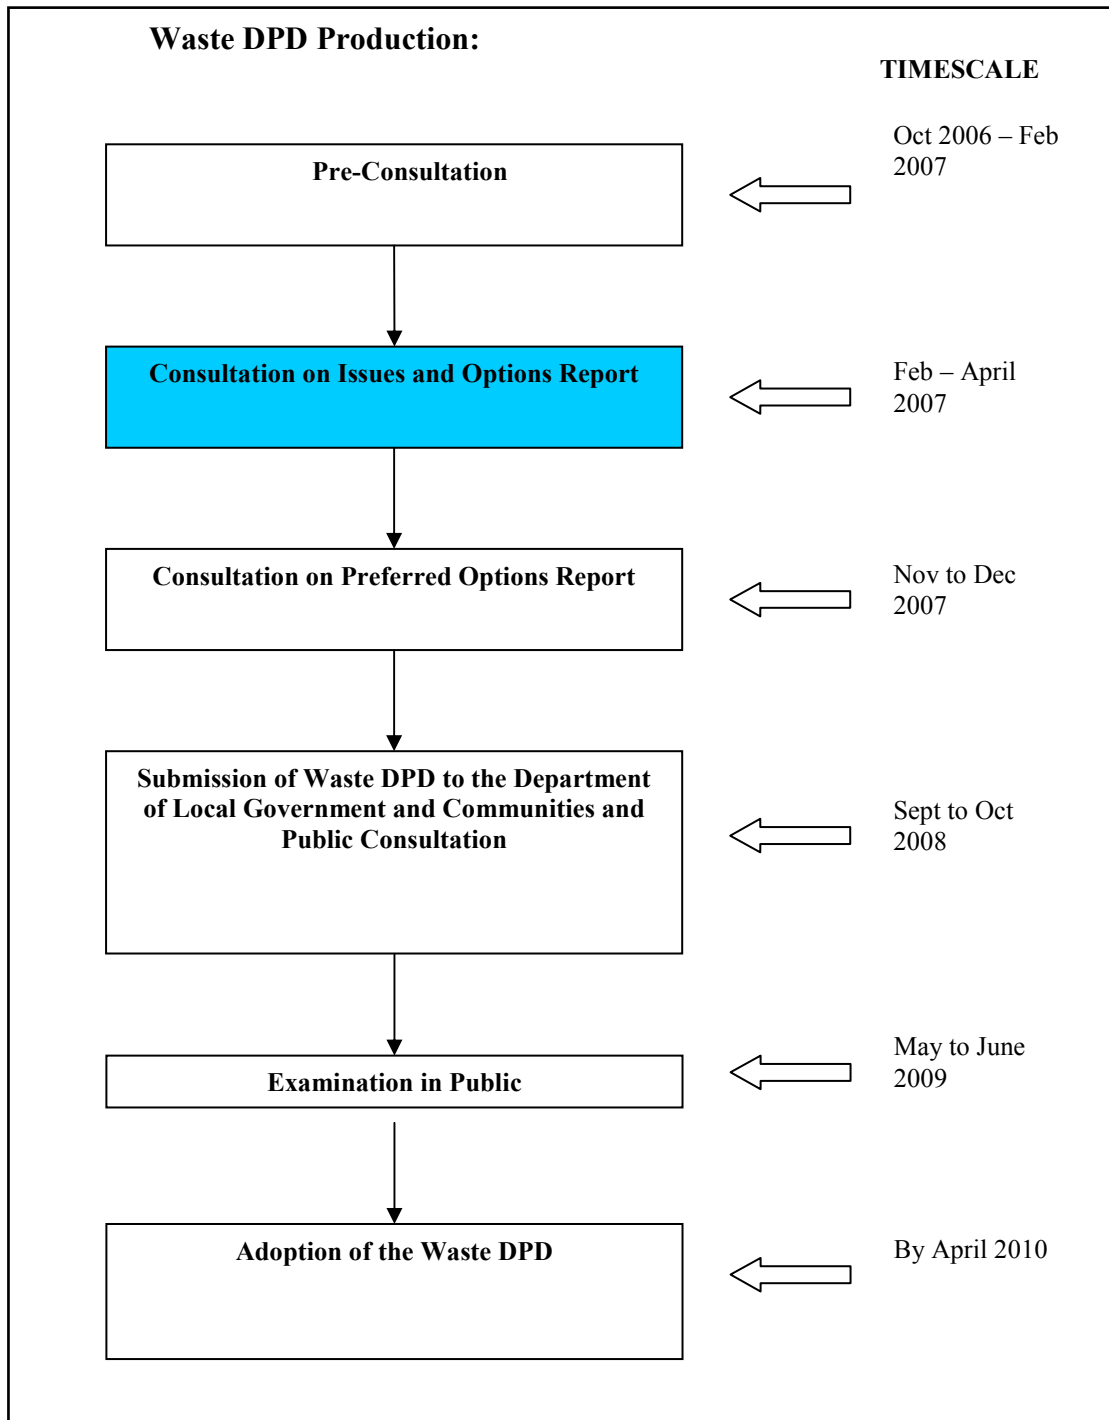 Waste DPD Production:
TIMESCALE
Oct 2006 – Feb
2007
Pre-Consultation
Consultation on Issues and Options Report
Feb – April
2007
Consultation on Preferred Options Report
Nov to Dec
2007
Submission of Waste DPD to the Department
of Local Government and Communities and
Public Consultation
Sept to Oct
2008
Examination in Public
May to June
2009
Adoption of the Waste DPD
By April 2010